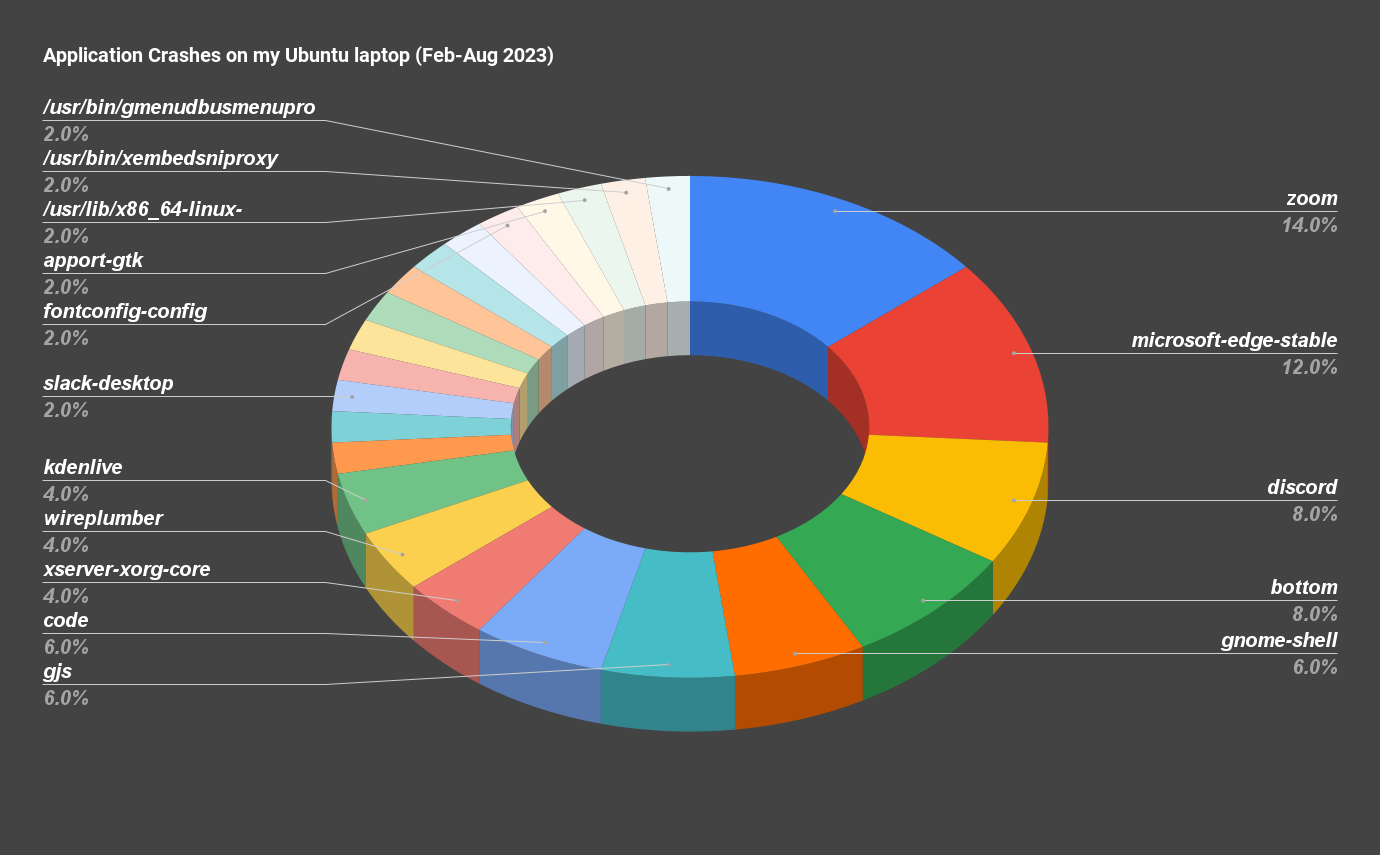 Application Crashes on my Ubuntu laptop (Feb-Aug 2023)
/usr/bin/gmenudbusmenupro
2.0%
/usr/bin/xembedsniproxy
2.0%
/usr/lib/x86_64-linux-
2.0%
apport-gtk
2.0%
fontconfig-config
2.0%
slack-desktop
2.0%
kdenlive
4.0%
wireplumber
4.0%
xserver-xorg-core
4.0%
code
6.0%
gjs
6.0%
zoom
14.0%
microsoft-edge-stable
12.0%
discord
8.0%
bottom
8.0%
gnome-shell
6.0%